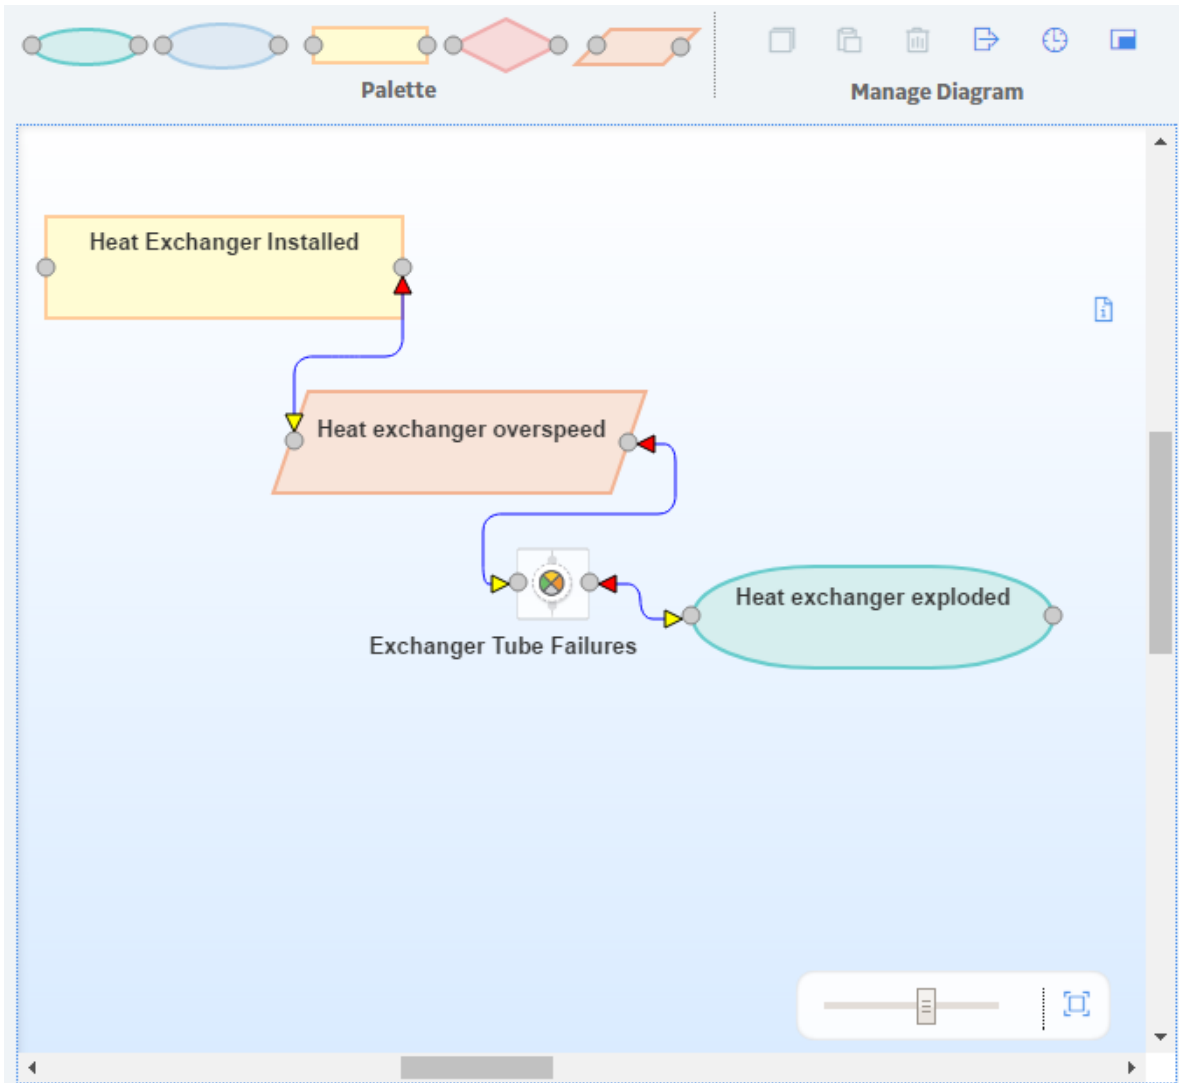 Palette
Manage Diagram
Heat Exchanger Installed
Heat exchanger overspeed
Exchanger Tube Failures
Heat exchanger exploded